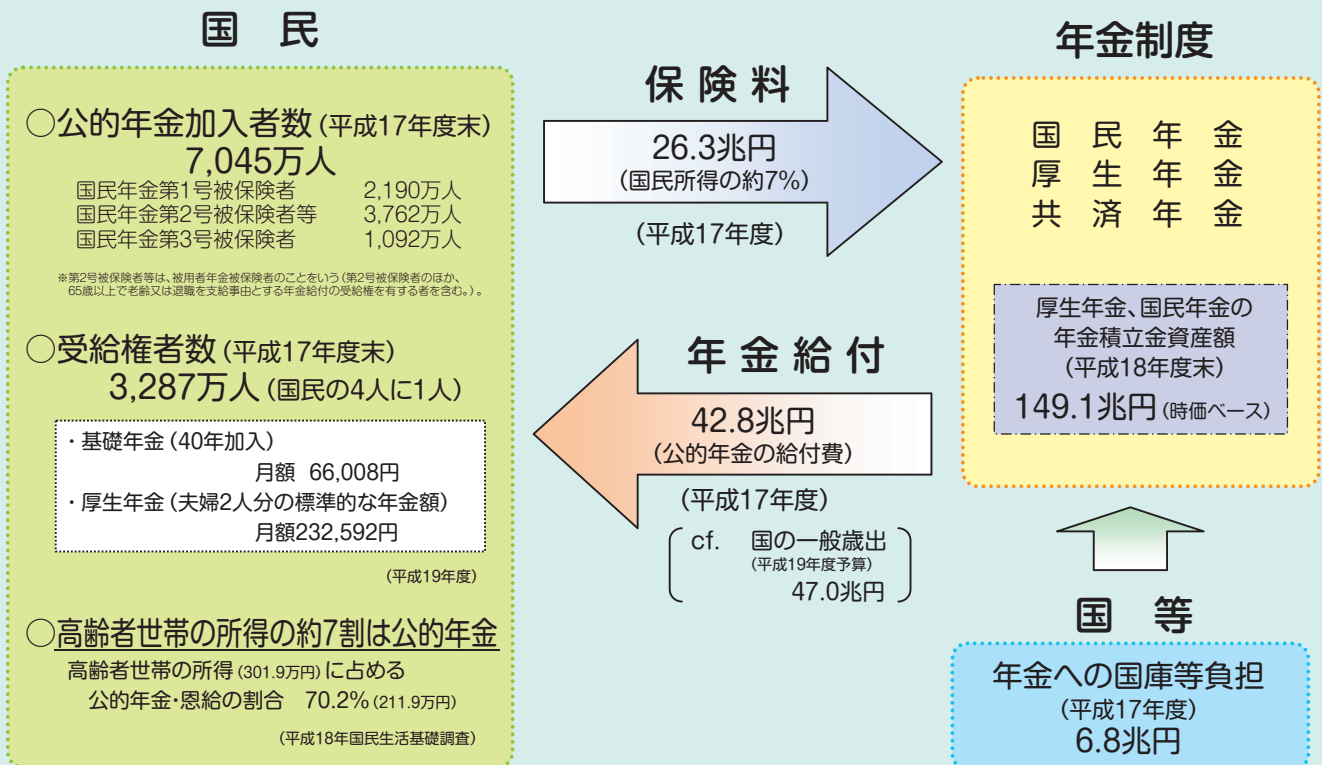 国 民
○公的年金加入者数(平成17年度末)
7,045万人
国民年金第1号被保険者 2,190万人
国民年金第2号被保険者等 3,762万人
国民年金第3号被保険者 1,092万人
※第2号被保険者等は、被用者年金被保険者のことをいう(第2号被保険者のほか、
65歳以上で老齢又は退職を支給事由とする年金給付の受給権を有する者を含む。)。
○受給権者数(平成17年度末)
3,287万人(国民の4人に1人)
・基礎年金(40年加入)
月額 66,008円
・厚生年金(夫婦2人分の標準的な年金額)
月額232,592円
(平成19年度)
○高齢者世帯の所得の約7割は公的年金
高齢者世帯の所得(301.9万円)に占める
公的年金・恩給の割合 70.2%(211.9万円)
(平成18年国民生活基礎調査)
保 険 料
26.3兆円
(国民所得の約7%)
(平成17年度)
年 金 給 付
42.8兆円
(公的年金の給付費)
(平成17年度)
cf. 国の一般歳出
(平成19年度予算)
47.0兆円
年金制度
国 民 年 金
厚 生 年 金
共 済 年 金
厚生年金、国民年金の
年金積立金資産額
(平成18年度末)
149.1兆円(時価ベース)
国 等
年金への国庫等負担
(平成17年度)
6.8兆円